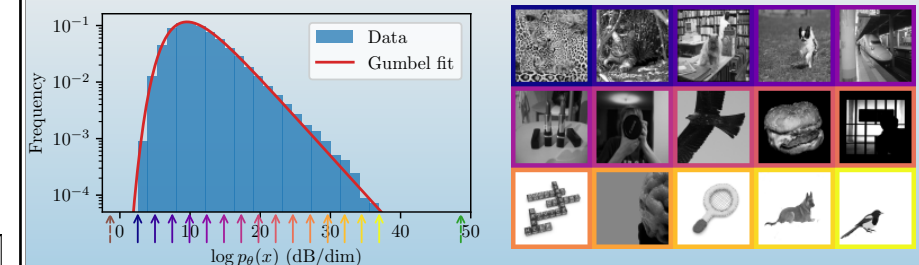 Frequency
10⁻¹
10⁻²
10⁻³
10⁻⁴
Data
Gumbel fit
0 10 20 30 40 50
log pθ(x) (dB/dim)